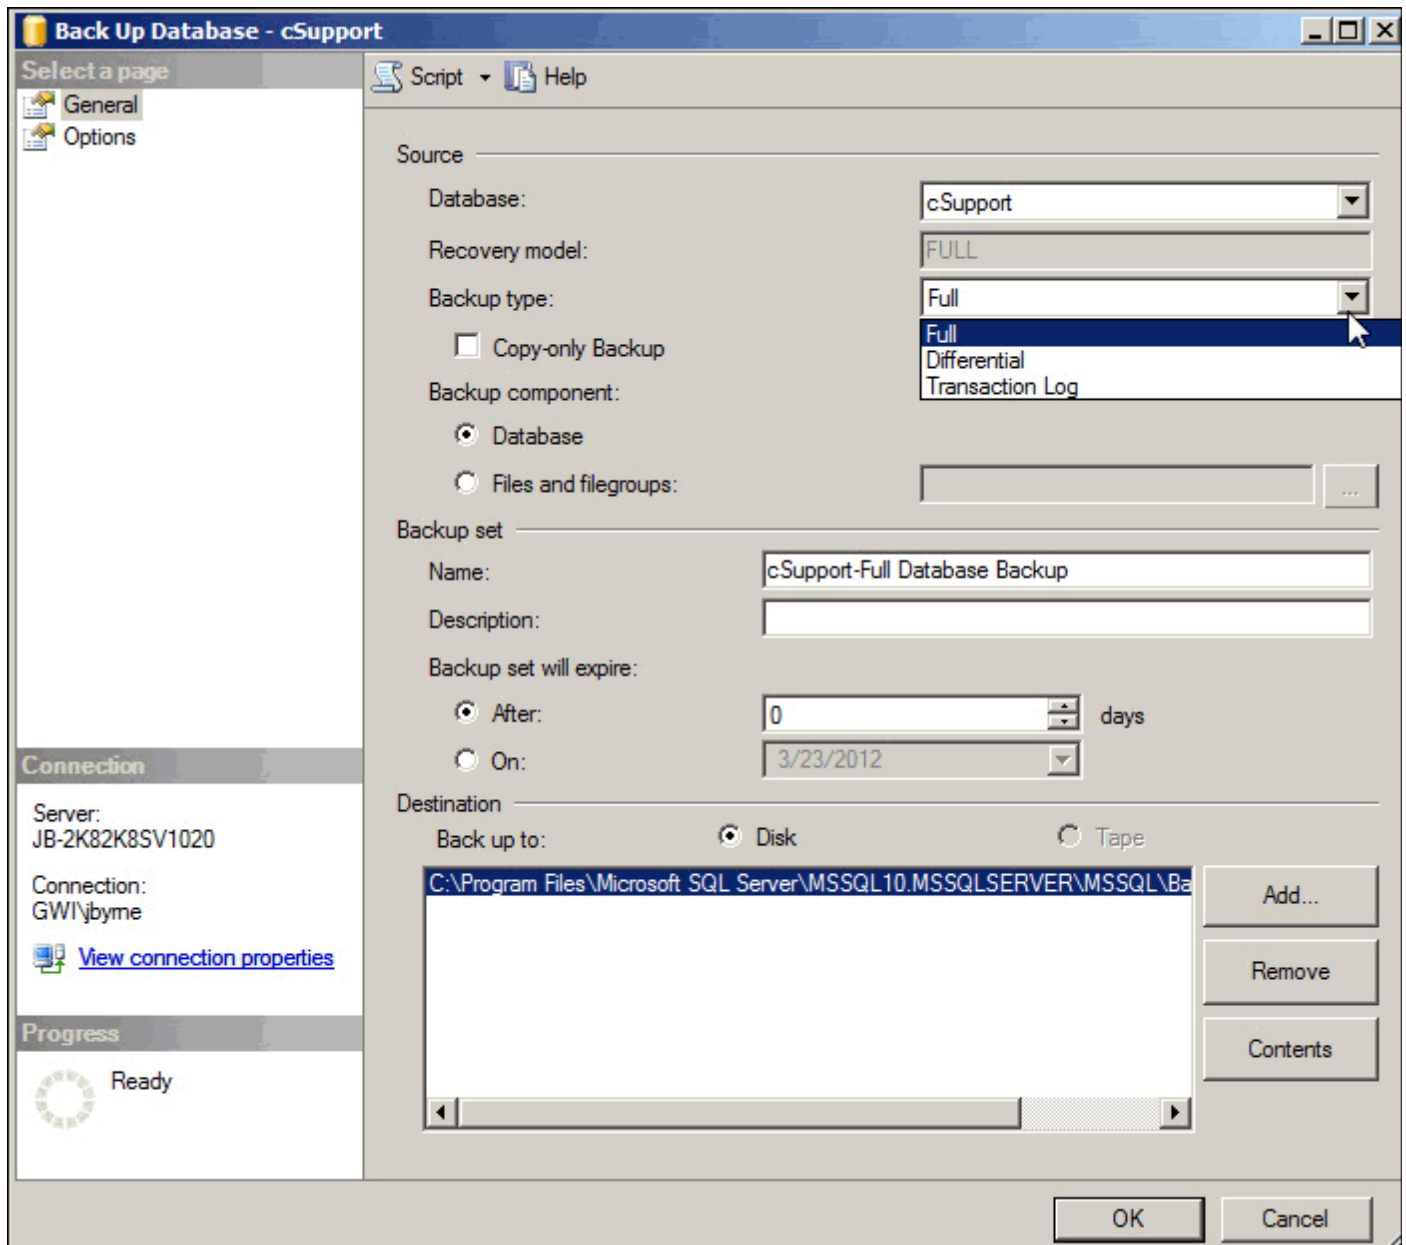 Back Up Database - cSupport
Select a page
General
Options
Script
Help
Source
Database:
cSupport
Recovery model:
FULL
Backup type:
Full
Full
Differential
Transaction Log
Copy-only Backup
Backup component:
Database
Files and filegroups:
...
Backup set
Name:
cSupport-Full Database Backup
Description:
Backup set will expire:
After:
0
days
On:
3/23/2012
Destination
Back up to:
Disk
Tape
C:\Program Files\Microsoft SQL Server\MSSQL10.MSSQLSERVER\MSSQL\Ba
Add...
Remove
Contents
Connection
Server:
JB-2K82K8SV1020
Connection:
GWI\jbyrne
View connection properties
Progress
Ready
OK
Cancel